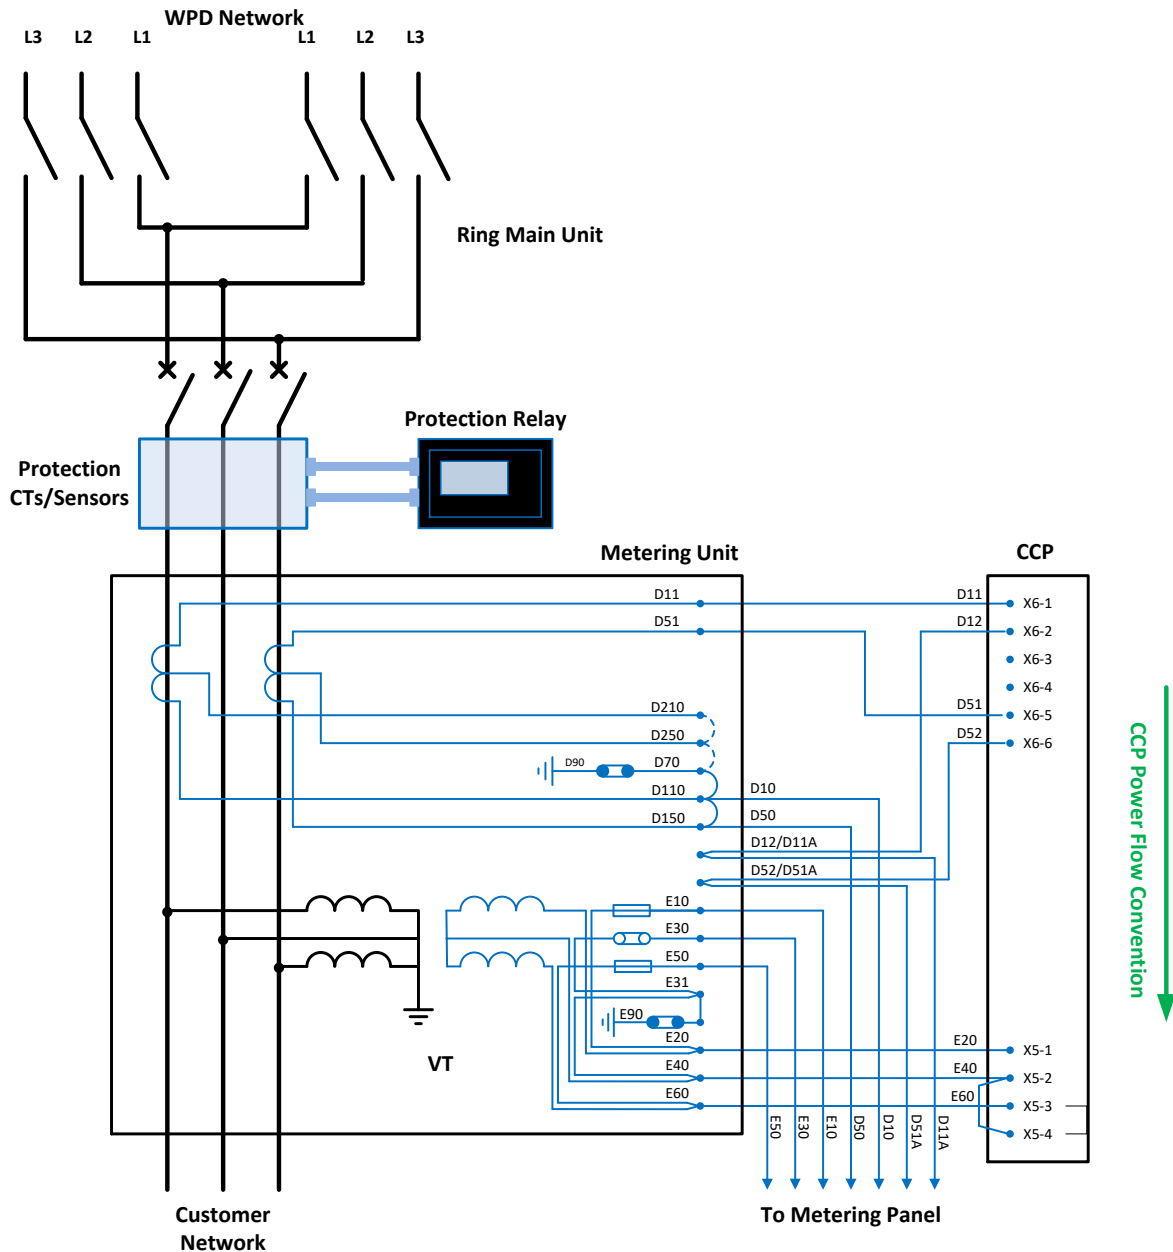 WPD Network
L3 L2 L1 L1 L2 L3
Ring Main Unit
Protection Relay
Protection
CTs/Sensors
Metering Unit
CCP
D11 D11 X6-1
D51 D12 X6-2
X6-3
X6-4
D210 D51 X6-5
D250 D52 X6-6
D90 D70
D110 D10
D150 D50
D12/D11A
D52/D51A
E10
E30
E50
E31
E90
E20 E20 X5-1
VT
E40 E40 X5-2
E60 E60 X5-3
X5-4
E50 E30 E10 D50 D10 D51A D11A
CCP Power Flow Convention
Customer
Network
To Metering Panel